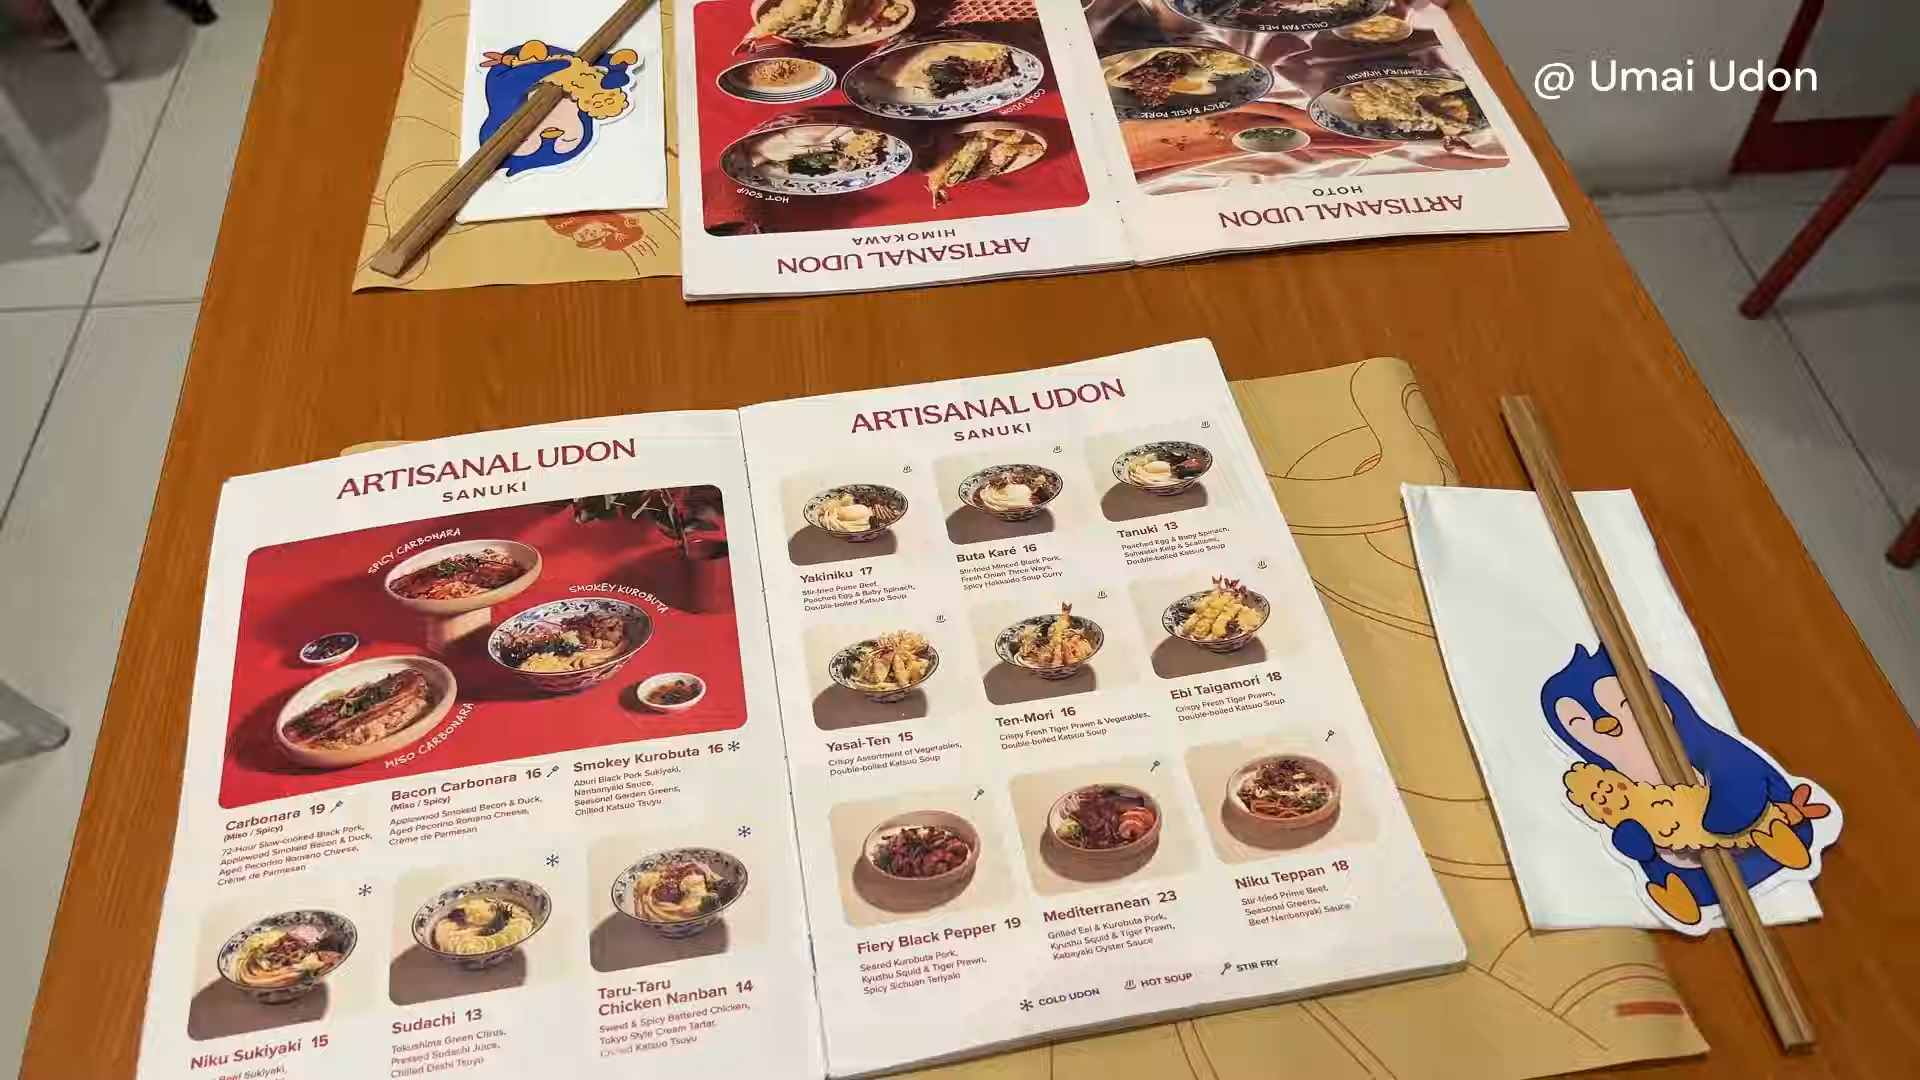 @ Umai Udon
CHILLI PAN MEE
SPICY BASIL PORK
COLD UDON
HOT SOUP
HIMOKAWA
ARTISANAL UDON
HOTO
ARTISANAL UDON
ARTISANAL UDON
SANUKI
SPICY CARBONARA
SMOKEY KUROBUTA
MISO CARBONARA
Carbonara 19
(Miso / Spicy)
72-Hour Slow-cooked Black Pork,
Applewood Smoked Bacon & Duck,
Aged Pecorino Romano Cheese,
Crème de Parmesan
Bacon Carbonara 16
(Miso / Spicy)
Applewood Smoked Bacon & Duck,
Aged Pecorino Romano Cheese,
Crème de Parmesan
Smokey Kurobuta 16
Aburi Black Pork Sukiyaki,
Nanbanyaki Sauce,
Seasonal Garden Greens,
Chilled Katsuo Tsuyu
Niku Sukiyaki 15
Beef Sukiyaki,
Sudachi 13
Tokushima Green Citrus,
Pressed Sudachi Juice,
Chilled Dashi Tsuyu
Taru-Taru
Chicken Nanban 14
Sweet & Spicy Battered Chicken,
Tokyo Style Cream Tartar,
Chilled Katsuo Tsuyu
ARTISANAL UDON
SANUKI
Yakiniku 17
Stir-fried Prime Beef,
Poached Egg & Baby Spinach,
Double-boiled Katsuo Soup
Buta Karé 16
Stir-fried Minced Black Pork,
Fresh Onion Three Ways,
Spicy Hokkaido Soup Curry
Tanuki 13
Poached Egg & Baby Spinach,
Saltwater Kelp & Scallions,
Double-boiled Katsuo Soup
Yasai-Ten 15
Crispy Assortment of Vegetables,
Double-boiled Katsuo Soup
Ten-Mori 16
Crispy Fresh Tiger Prawn & Vegetables,
Double-boiled Katsuo Soup
Ebi Taigamori 18
Crispy Fresh Tiger Prawn,
Double-boiled Katsuo Soup
Fiery Black Pepper 19
Seared Kurobuta Pork,
Kyushu Squid & Tiger Prawn,
Spicy Sichuan Teriyaki
Mediterranean 23
Grilled Eel & Kurobuta Pork,
Kyushu Squid & Tiger Prawn,
Kabayaki Oyster Sauce
Niku Teppan 18
Stir-fried Prime Beef,
Seasonal Greens,
Beef Nanbanyaki Sauce
COLD UDON
HOT SOUP
STIR FRY